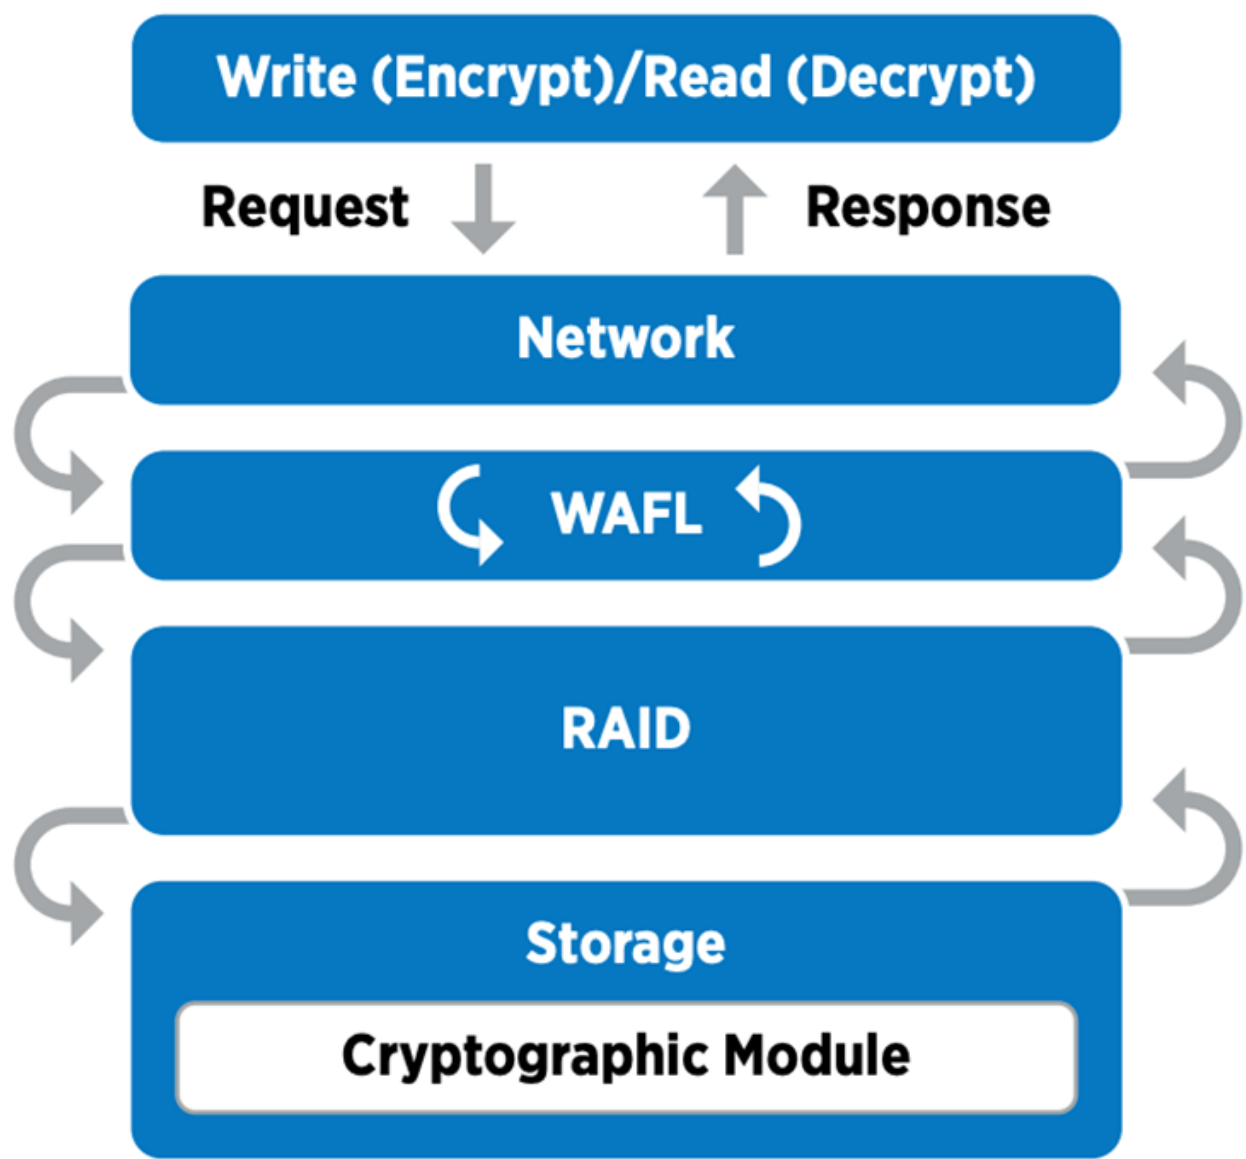 Write (Encrypt)/Read (Decrypt)
Request
Response
Network
WAFL
RAID
Storage
Cryptographic Module